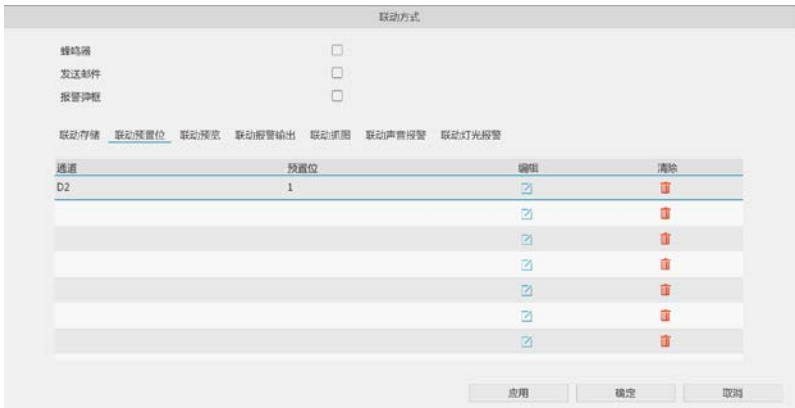 联动方式
蜂鸣器
发送邮件
报警弹框
联动存储 联动预置位 联动预览 联动报警输出 联动抓图 联动声音报警 联动灯光报警
通道 预置位 编辑 清除
D2 1
应用 确定 取消